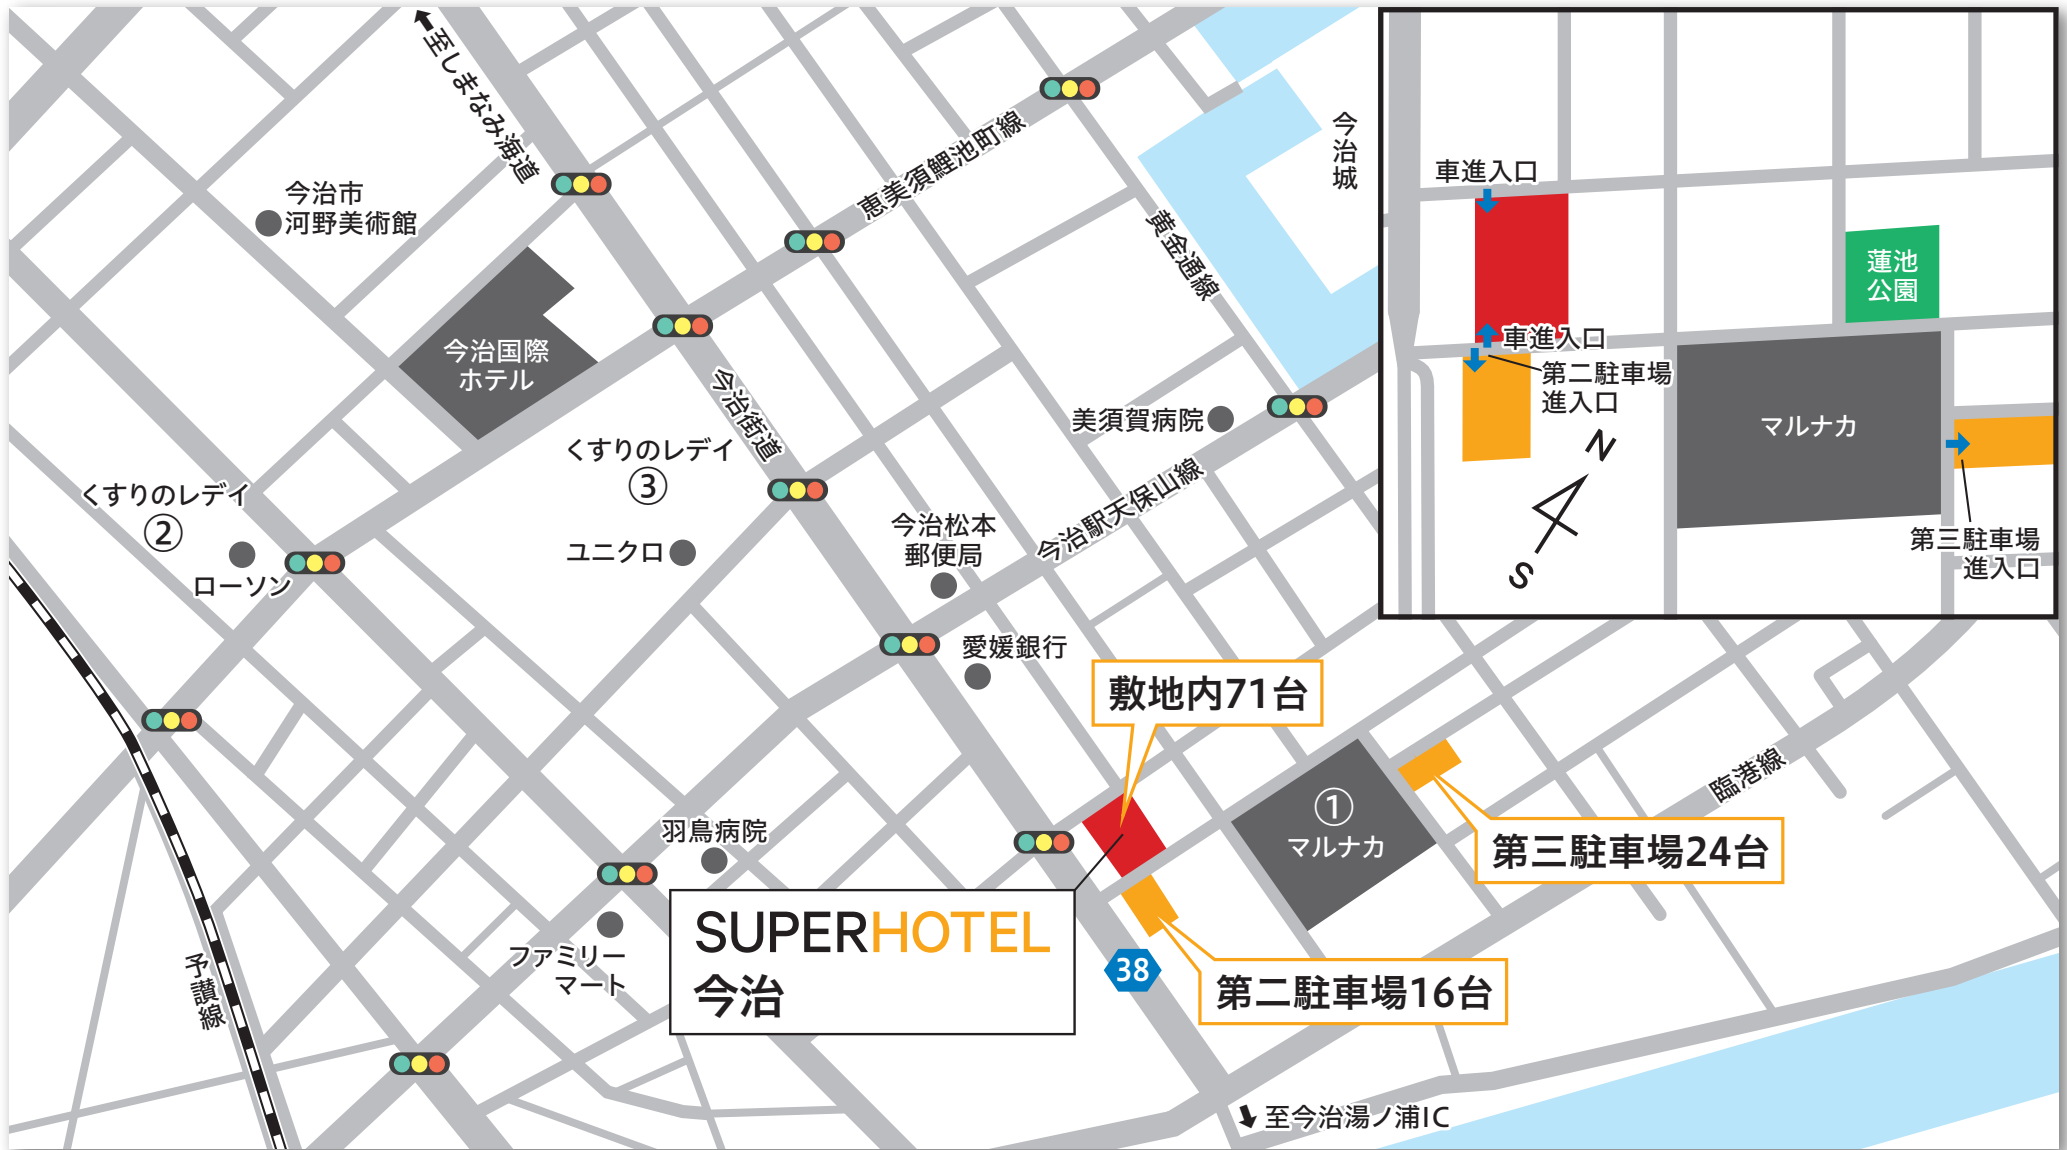 至しまなみ海道
今治市
河野美術館
今治国際
ホテル
恵美須鯉池町線
黄金通線
今治城
今治街道
くすりのレデイ
③
ユニクロ
くすりのレデイ
②
ローソン
美須賀病院
今治駅天保山線
今治松本
郵便局
愛媛銀行
敷地内71台
①
マルナカ
第三駐車場24台
臨港線
羽鳥病院
ファミリー
マート
予讃線
SUPERHOTEL
今治
38
第二駐車場16台
至今治湯ノ浦IC
車進入口
蓮池
公園
車進入口
第二駐車場
進入口
マルナカ
N
S
第三駐車場
進入口